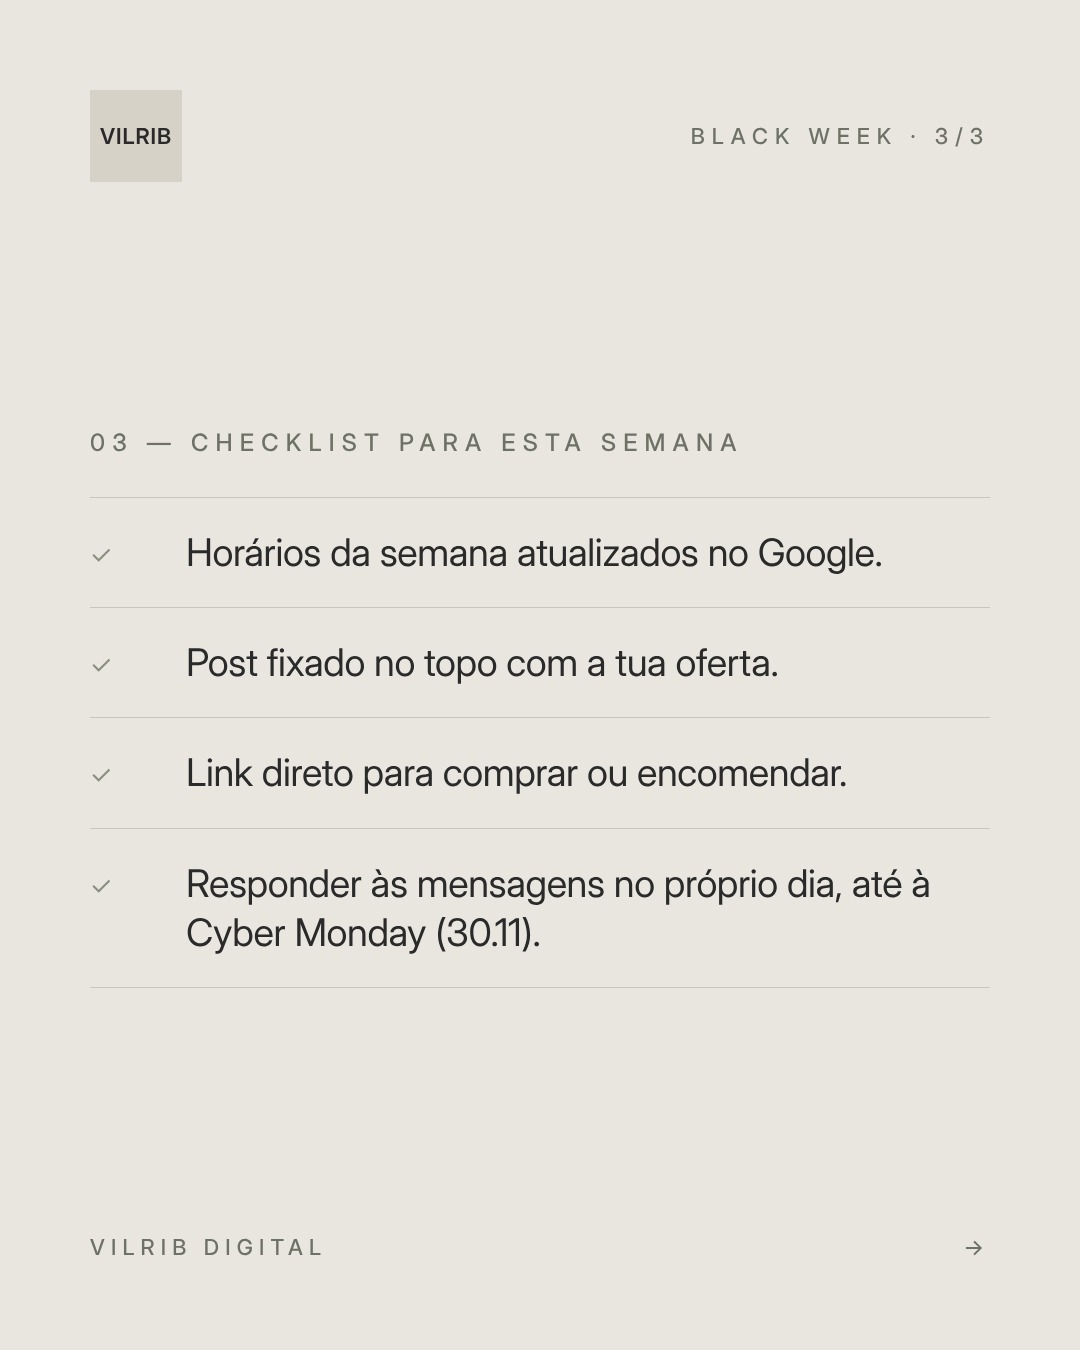 VILRIB
BLACK WEEK · 3/3
03 — CHECKLIST PARA ESTA SEMANA
✓ Horários da semana atualizados no Google.
✓ Post fixado no topo com a tua oferta.
✓ Link direto para comprar ou encomendar.
✓ Responder às mensagens no próprio dia, até à
Cyber Monday (30.11).
VILRIB DIGITAL →